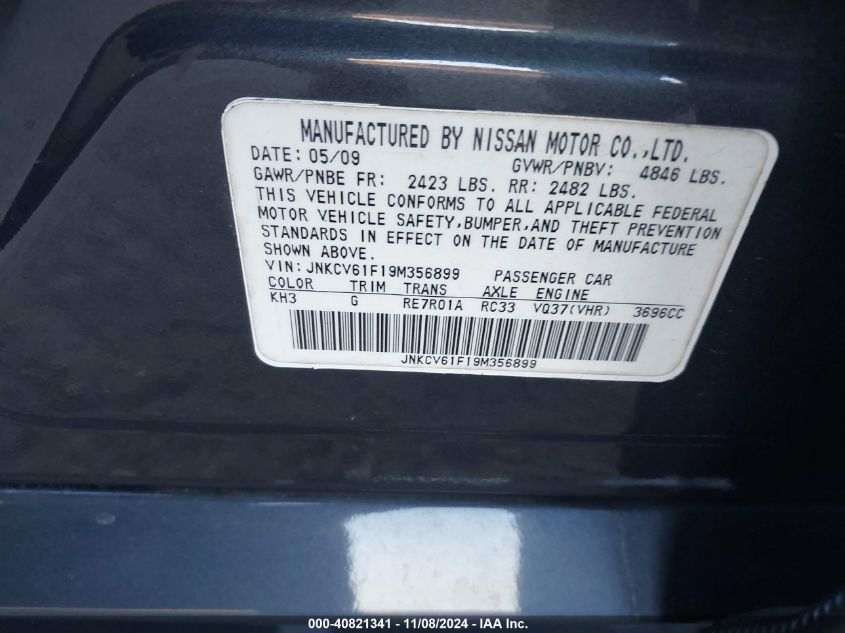 MANUFACTURED BY NISSAN MOTOR CO.,LTD.
DATE: 05/09 GVWR/PNBV: 4846 LBS.
GAWR/PNBE FR: 2423 LBS. RR: 2482 LBS.
THIS VEHICLE CONFORMS TO ALL APPLICABLE FEDERAL
MOTOR VEHICLE SAFETY,BUMPER,AND THEFT PREVENTION
STANDARDS IN EFFECT ON THE DATE OF MANUFACTURE
SHOWN ABOVE.
VIN: JNKCV61F19M356899 PASSENGER CAR
COLOR TRIM TRANS AXLE ENGINE
KH3 G RE7R01A RC33 VQ37(VHR) 3696CC
JNKCV61F19M356899
000-40821341 - 11/08/2024 - IAA Inc.